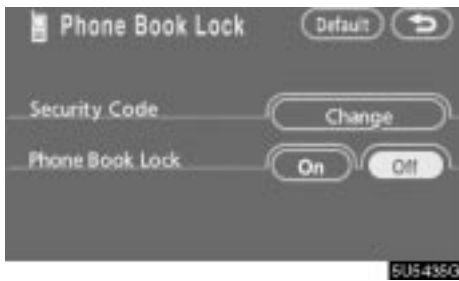 Phone Book Lock Default
Security Code Change
Phone Book Lock On Off
5U5435G